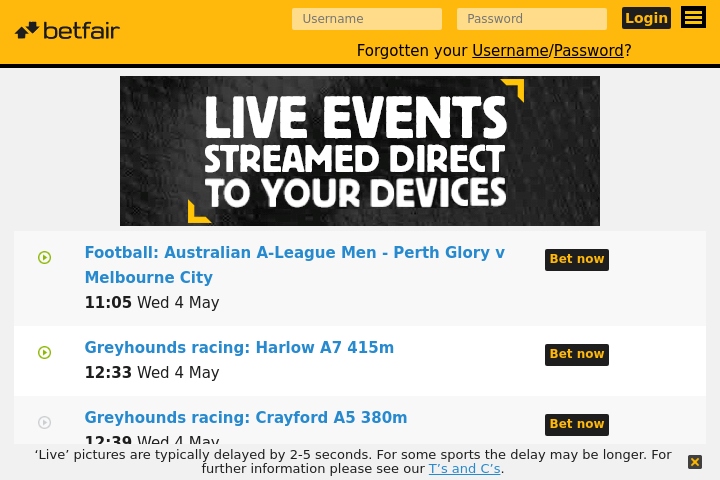 betfair
Username
Password
Login
Forgotten your Username/Password?
LIVE EVENTS
STREAMED DIRECT
TO YOUR DEVICES
Football: Australian A-League Men - Perth Glory v
Melbourne City
11:05 Wed 4 May
Bet now
Greyhounds racing: Harlow A7 415m
12:33 Wed 4 May
Bet now
Greyhounds racing: Crayford A5 380m
12:39 Wed 4 May
Bet now
‘Live’ pictures are typically delayed by 2-5 seconds. For some sports the delay may be longer. For
further information please see our T’s and C’s.